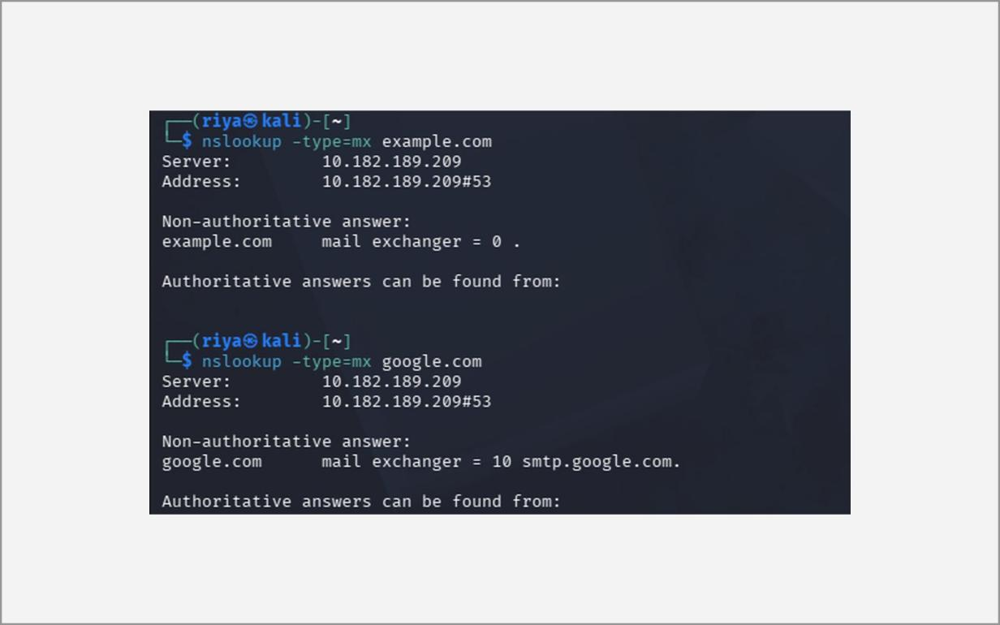 (riya㉿kali)-[~]
$ nslookup -type=mx example.com
Server: 10.182.189.209
Address: 10.182.189.209#53
Non-authoritative answer:
example.com mail exchanger = 0 .
Authoritative answers can be found from:
(riya㉿kali)-[~]
$ nslookup -type=mx google.com
Server: 10.182.189.209
Address: 10.182.189.209#53
Non-authoritative answer:
google.com mail exchanger = 10 smtp.google.com.
Authoritative answers can be found from: